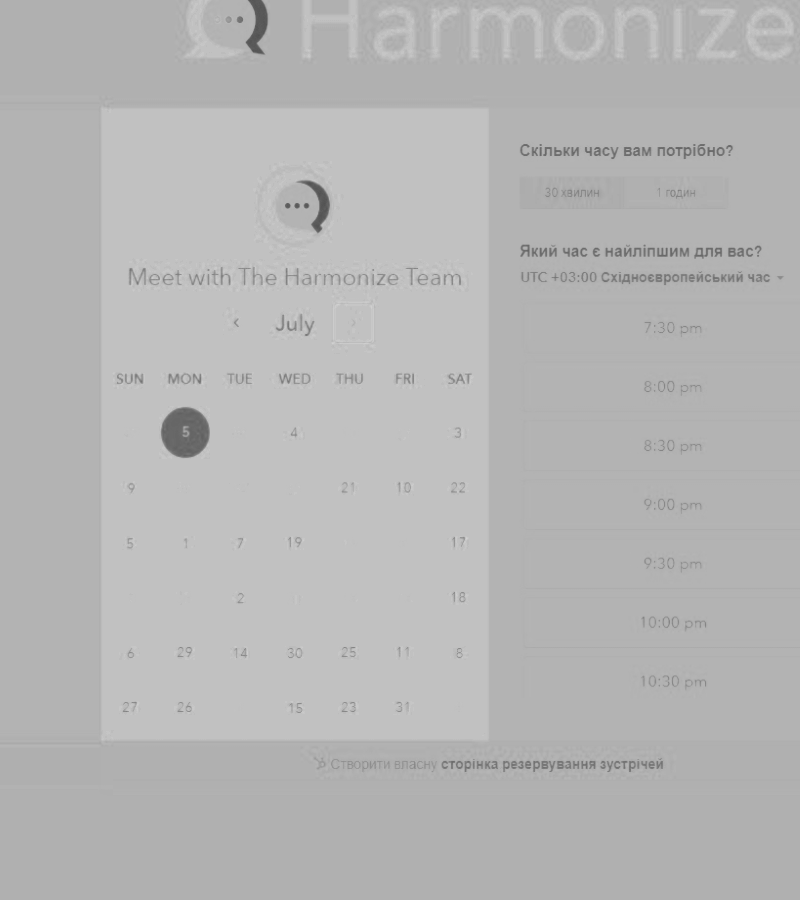 Harmonize
Meet with The Harmonize Team
July
SUN MON TUE WED THU FRI SAT
5 4 3
9 21 10 22
5 1 7 19 17
2 18
6 29 14 30 25 11 8
27 26 15 23 31
Скільки часу вам потрібно?
30 хвилин 1 годин
Який час є найліпшим для вас?
UTC +03:00 Східноєвропейський час
7:30 pm
8:00 pm
8:30 pm
9:00 pm
9:30 pm
10:00 pm
10:30 pm
Створити власну сторінка резервування зустрічей